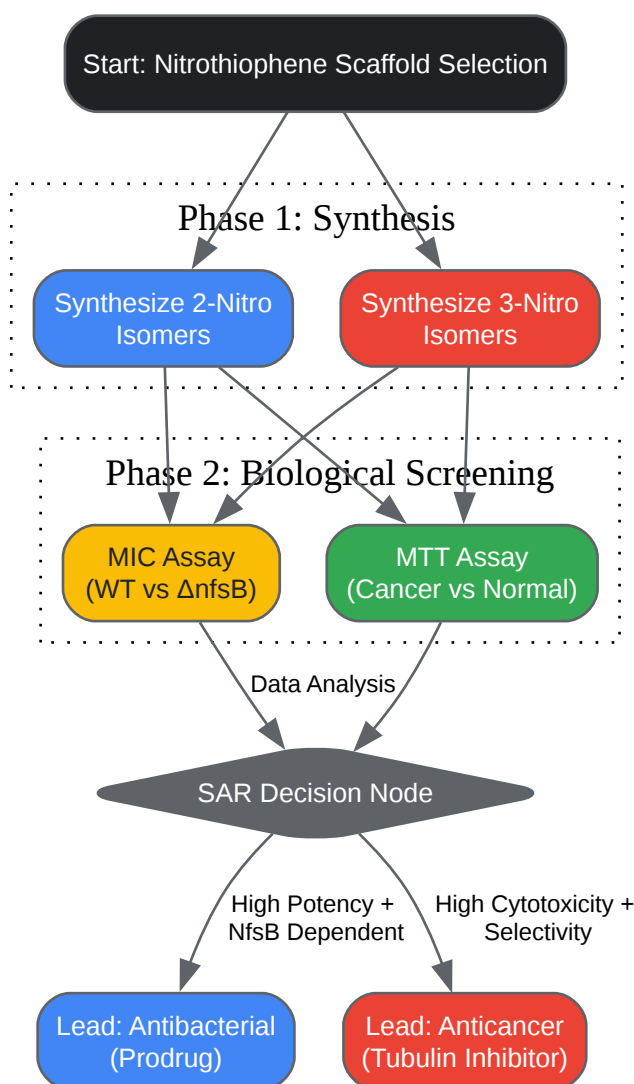 Start: Nitrothiophene Scaffold Selection
Phase 1: Synthesis
Synthesize 2-Nitro
Isomers
Synthesize 3-Nitro
Isomers
Phase 2: Biological Screening
MIC Assay
(WT vs ΔnfsB)
MTT Assay
(Cancer vs Normal)
Data Analysis
SAR Decision Node
High Potency +
NfsB Dependent
High Cytotoxicity +
Selectivity
Lead: Antibacterial
(Prodrug)
Lead: Anticancer
(Tubulin Inhibitor)